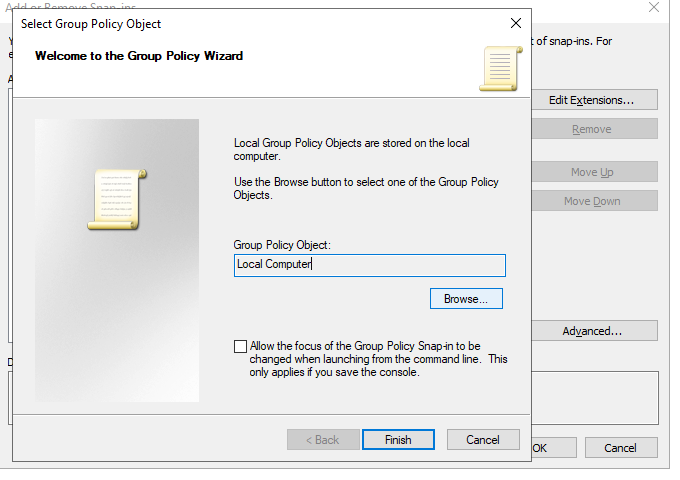 Add or Remove Snap-ins
Select Group Policy Object
Welcome to the Group Policy Wizard
t of snap-ins. For
Edit Extensions...
Remove
Move Up
Move Down
Advanced...
Local Group Policy Objects are stored on the local
computer.
Use the Browse button to select one of the Group Policy
Objects.
Group Policy Object:
Local Computer
Browse...
Allow the focus of the Group Policy Snap-in to be
changed when launching from the command line. This
only applies if you save the console.
< Back
Finish
Cancel
OK
Cancel